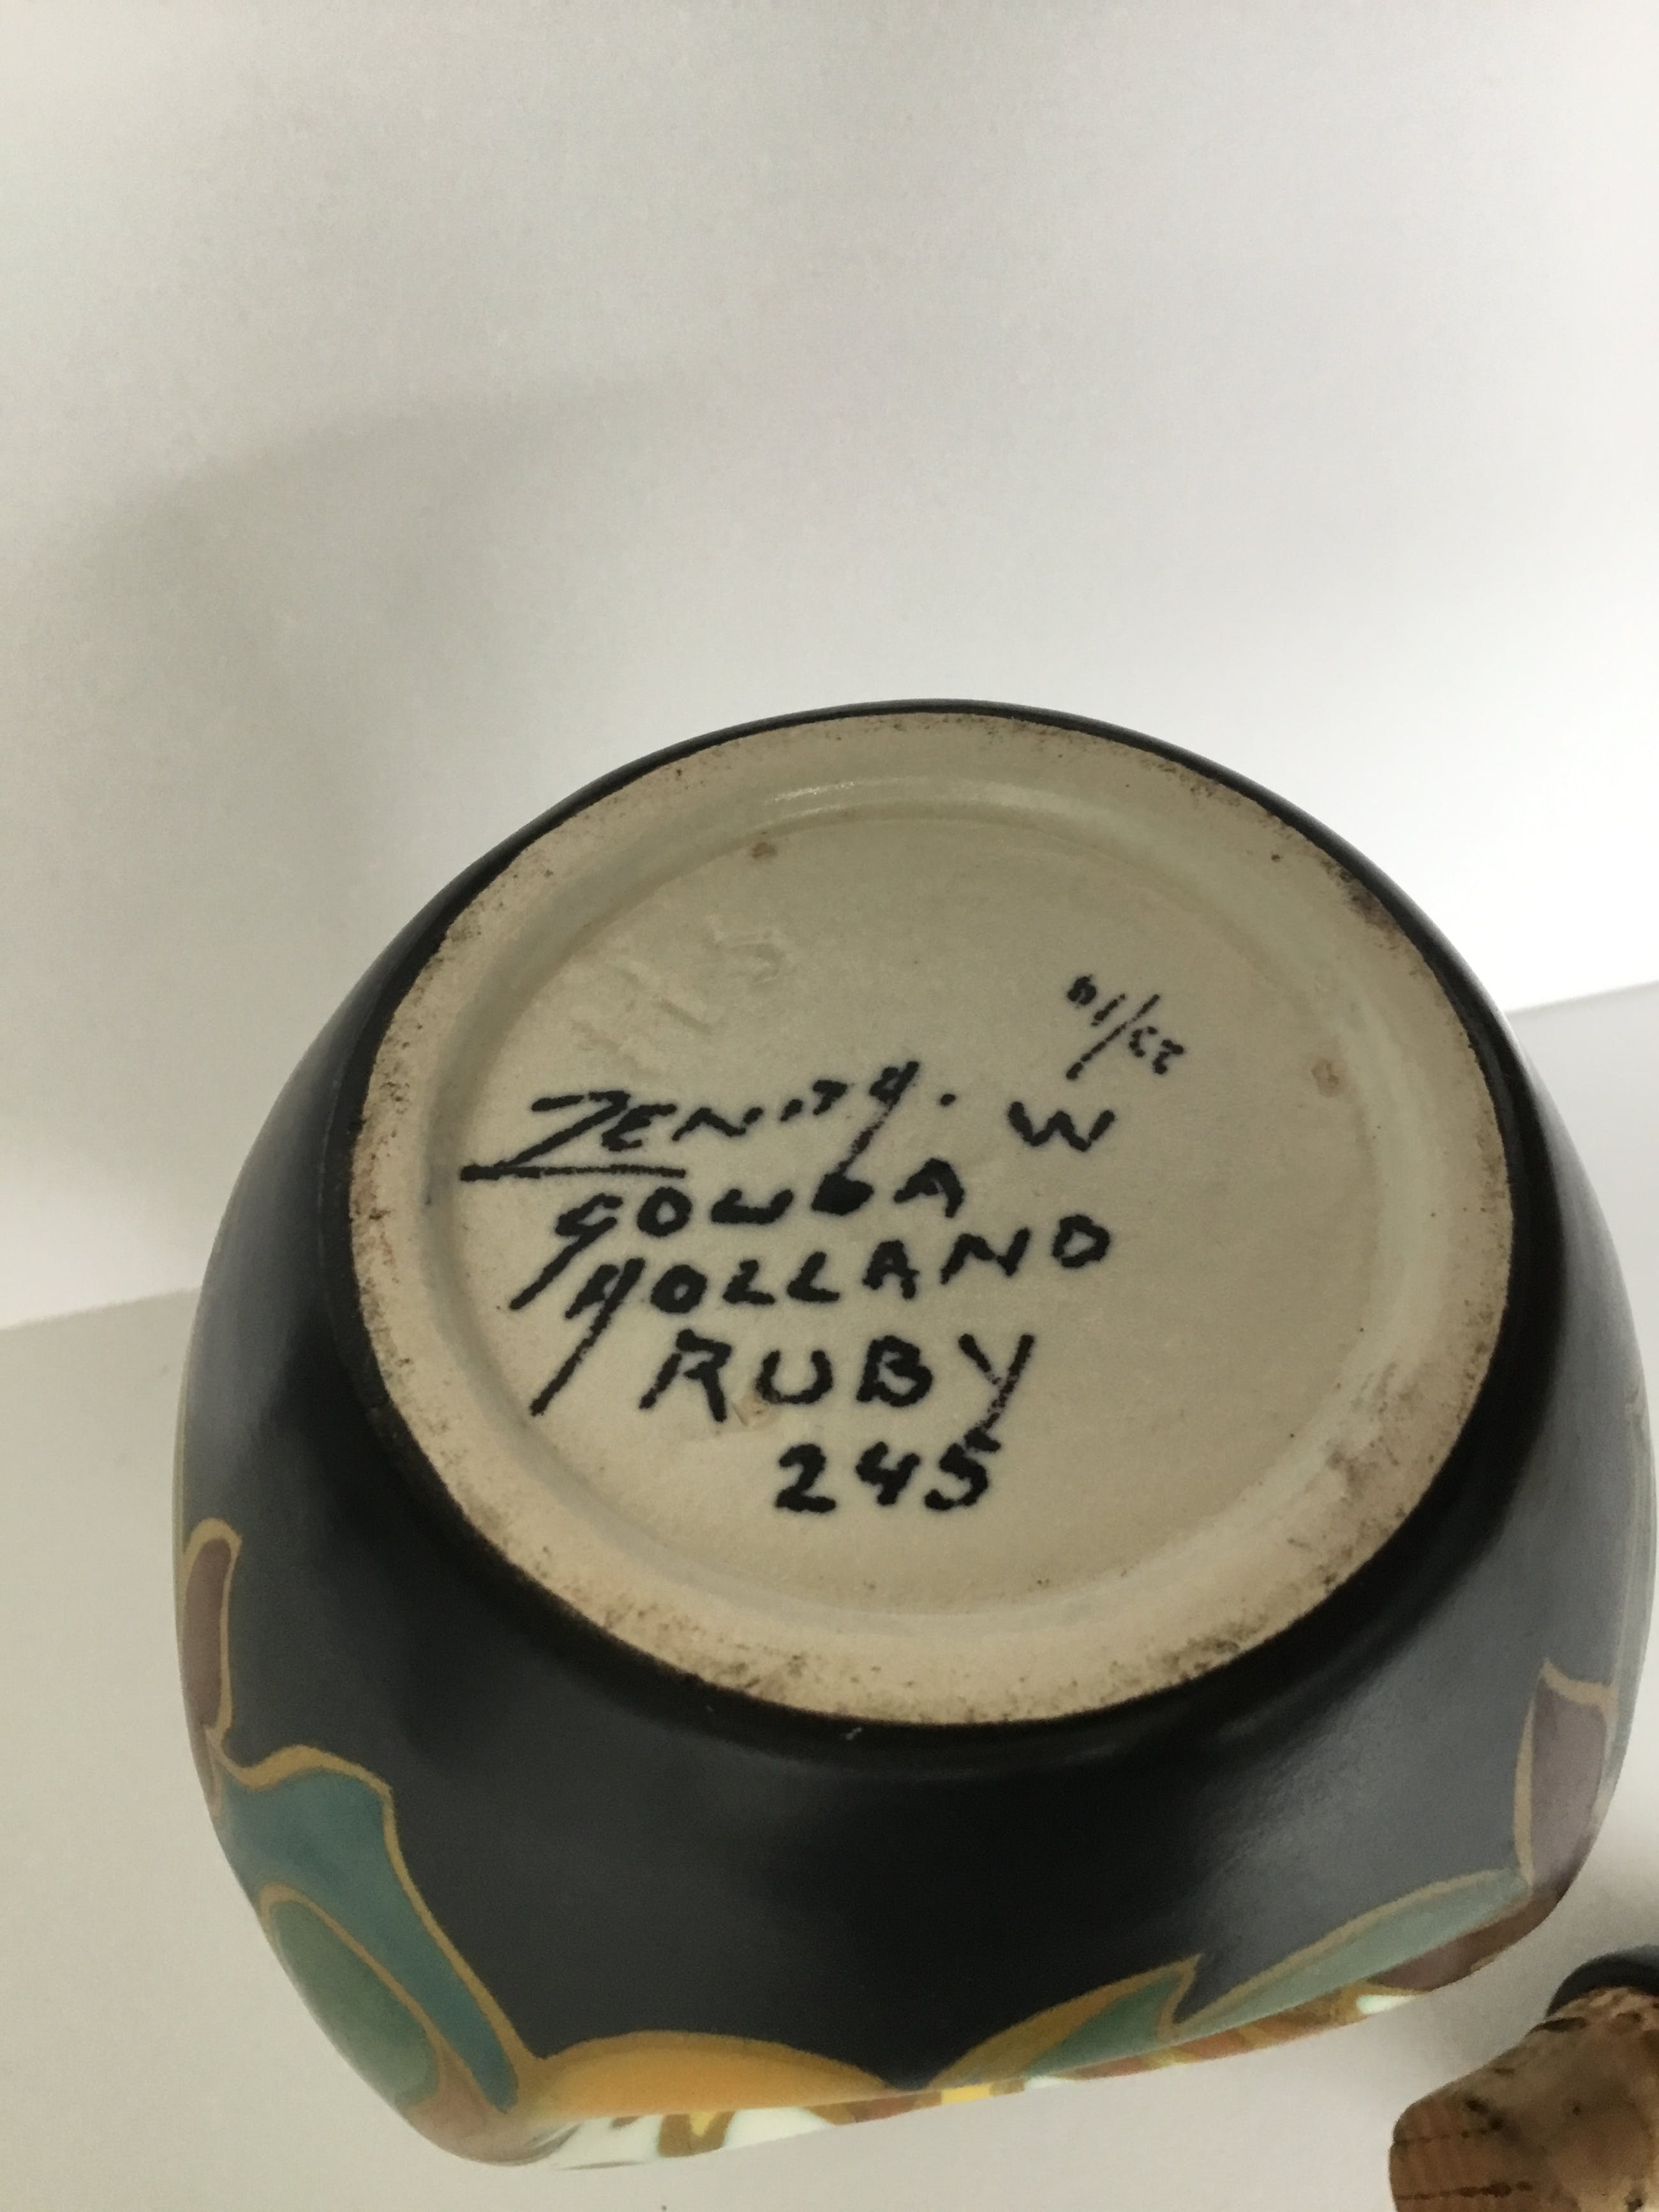 ZENITH. W
GOUDA
HOLLAND
RUBY
245